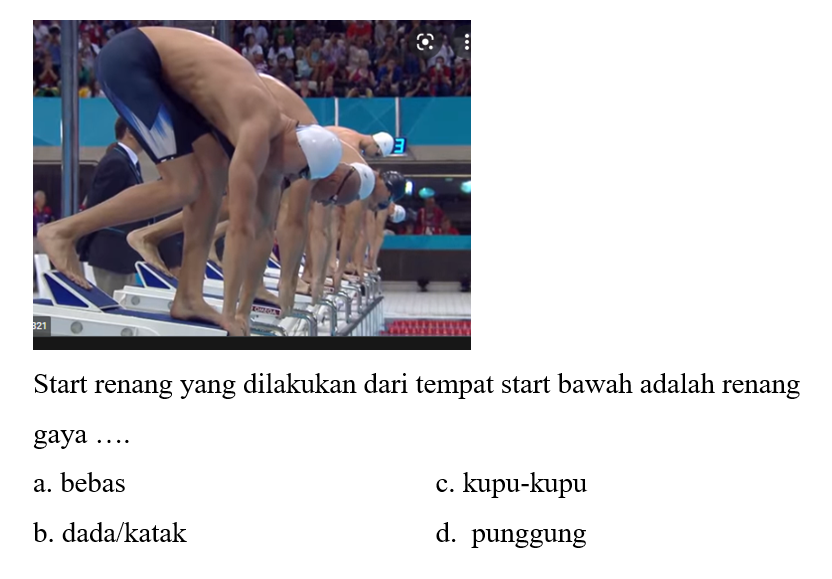 3
OMEGA
321
Start renang yang dilakukan dari tempat start bawah adalah renang
gaya ....
a. bebas
c. kupu-kupu
b. dada/katak
d. punggung